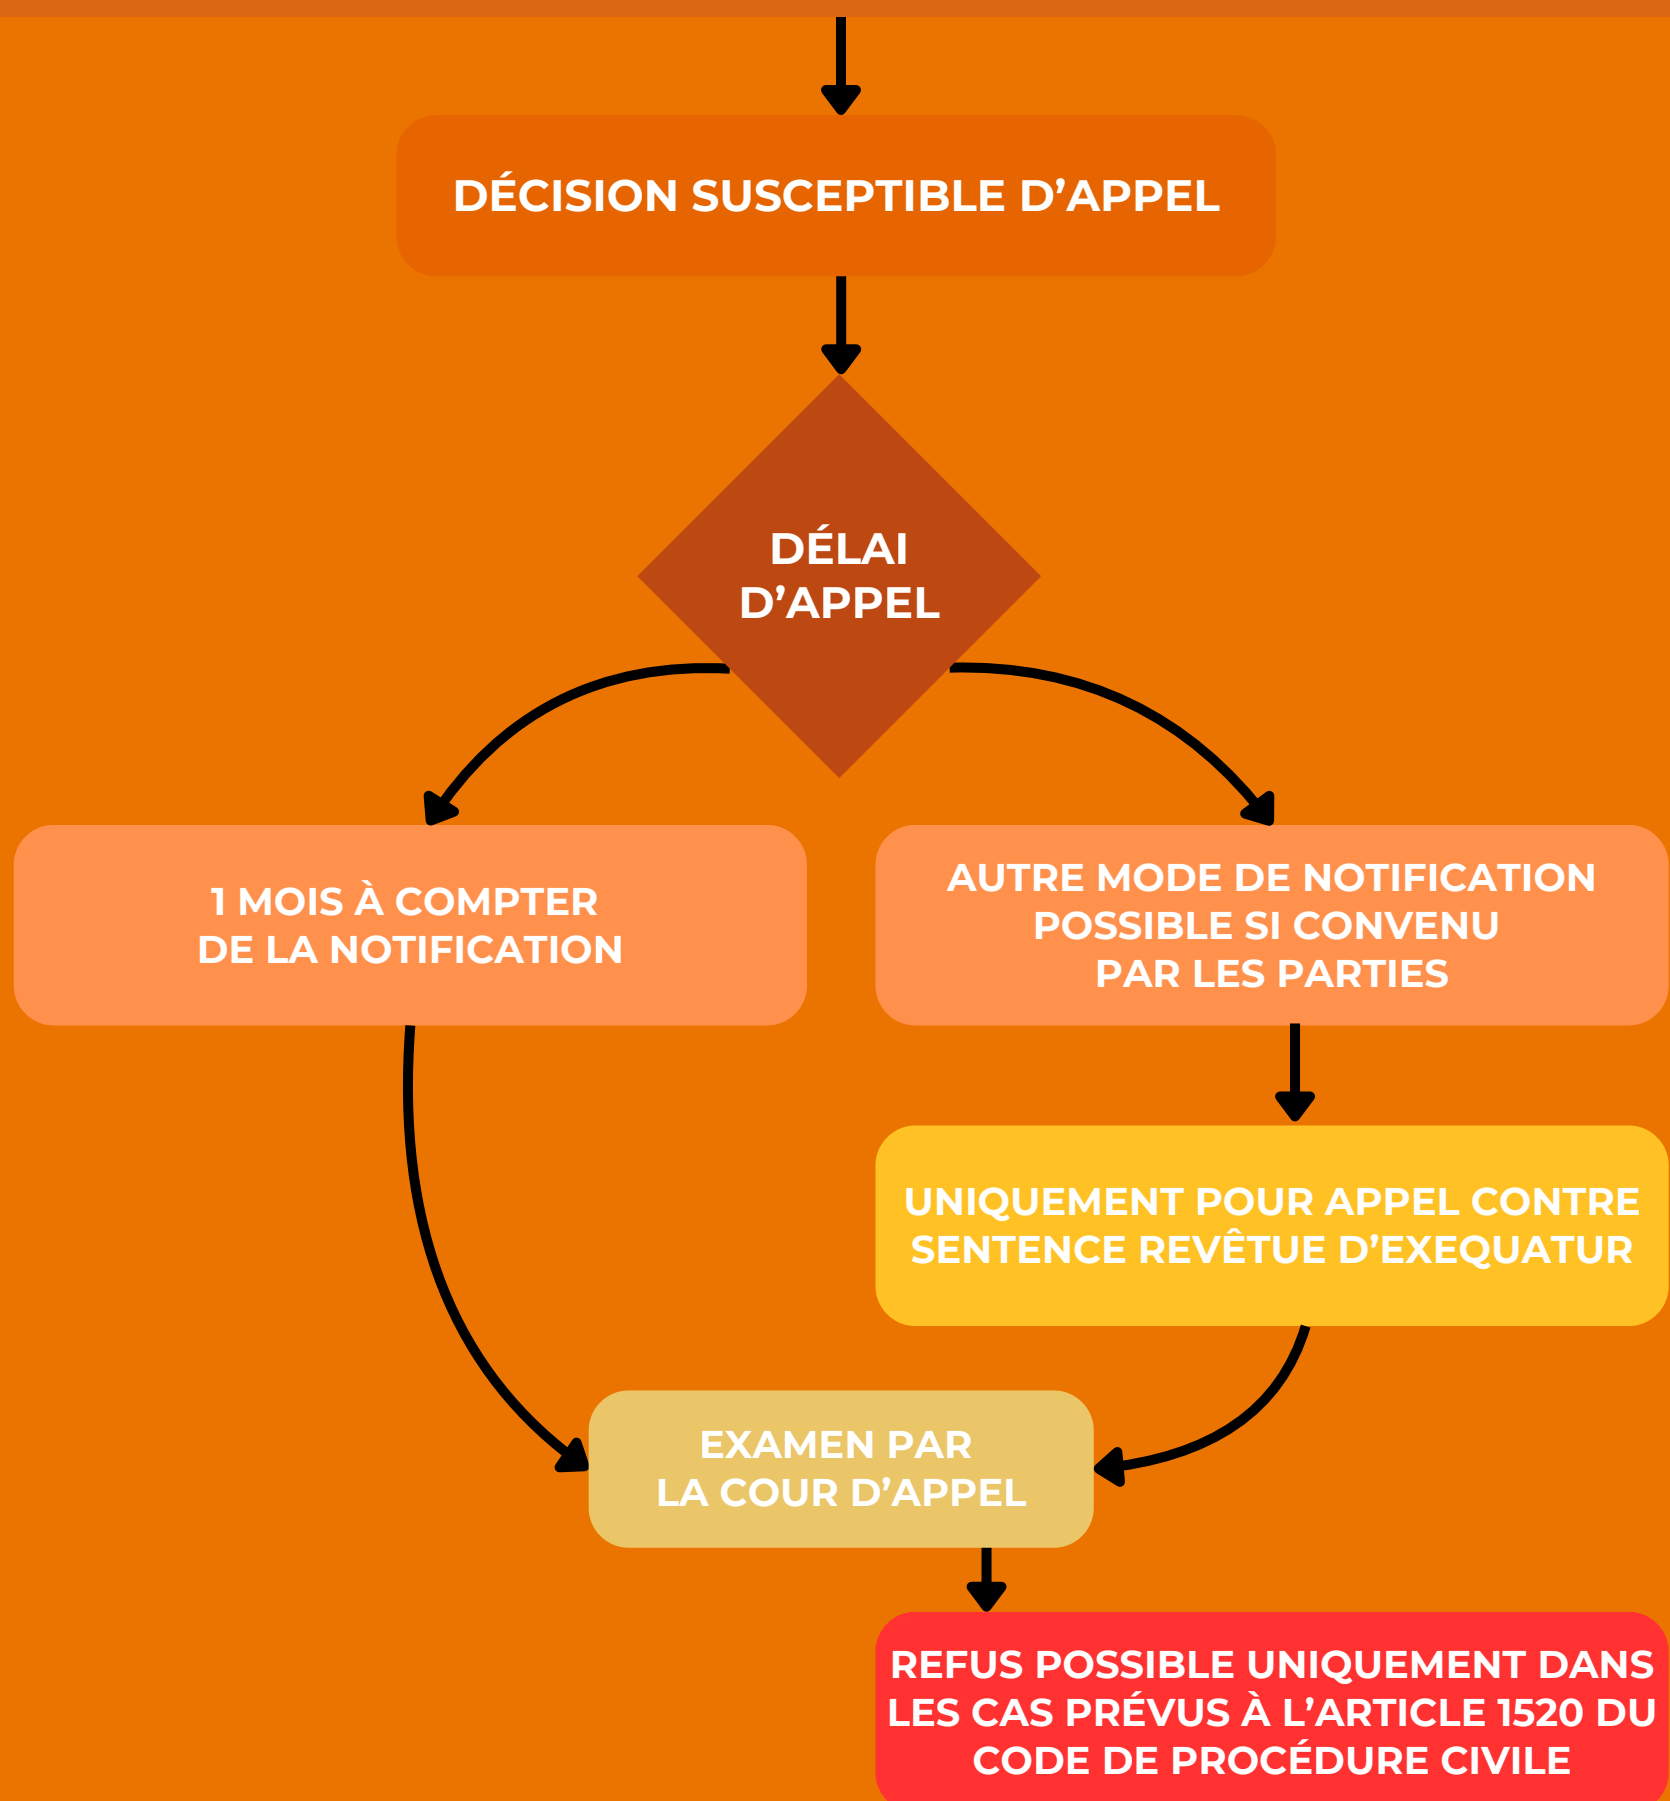 DÉCISION SUSCEPTIBLE D’APPEL
DÉLAI
D’APPEL
1 MOIS À COMPTER
DE LA NOTIFICATION
AUTRE MODE DE NOTIFICATION
POSSIBLE SI CONVENU
PAR LES PARTIES
UNIQUEMENT POUR APPEL CONTRE
SENTENCE REVÊTUE D’EXEQUATUR
EXAMEN PAR
LA COUR D’APPEL
REFUS POSSIBLE UNIQUEMENT DANS
LES CAS PRÉVUS À L’ARTICLE 1520 DU
CODE DE PROCÉDURE CIVILE